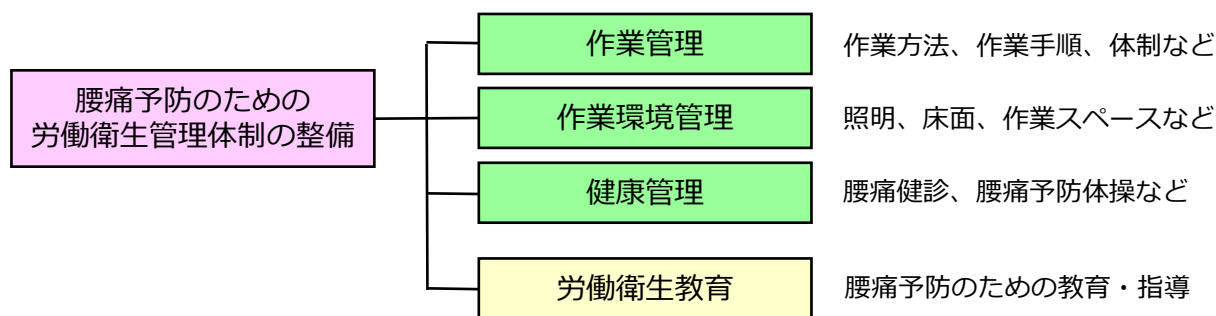 腰痛予防のための
労働衛生管理体制の整備
作業管理
作業方法、作業手順、体制など
作業環境管理
照明、床面、作業スペースなど
健康管理
腰痛健診、腰痛予防体操など
労働衛生教育
腰痛予防のための教育・指導